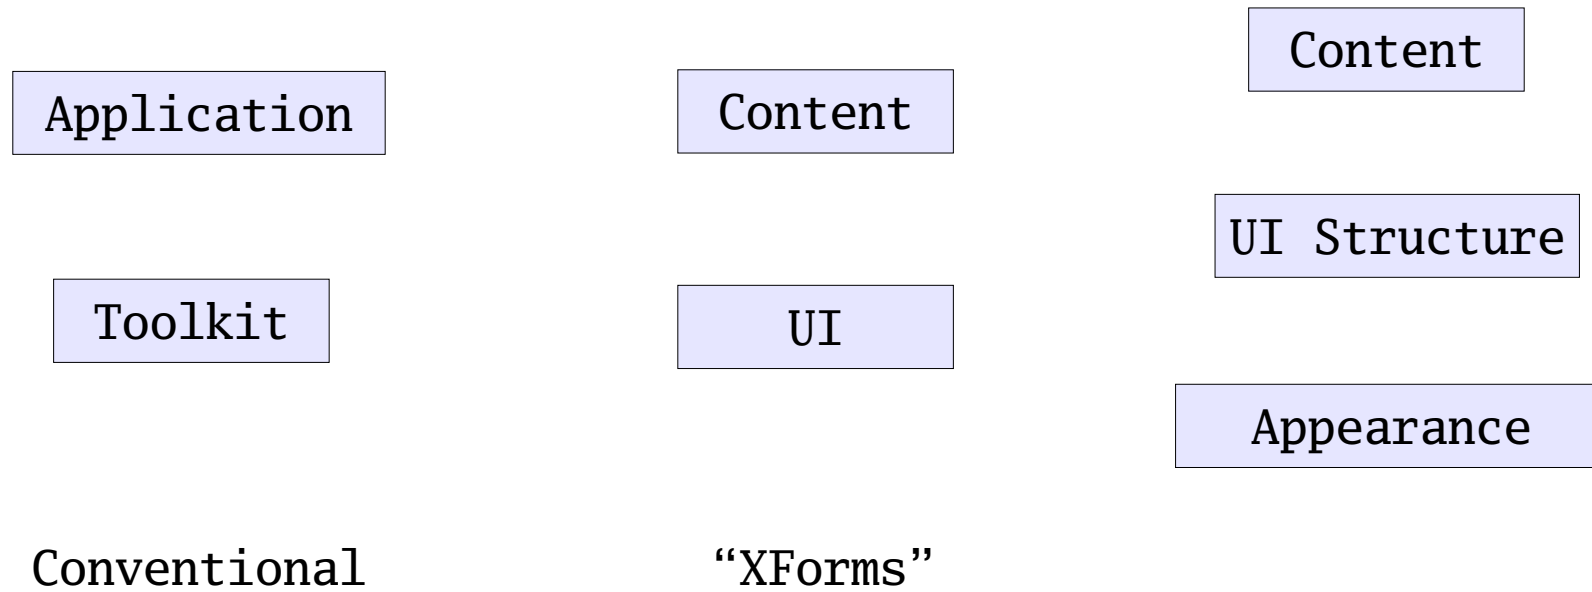 Application
Toolkit
Conventional
Content
UI
“XForms”
Content
UI Structure
Appearance